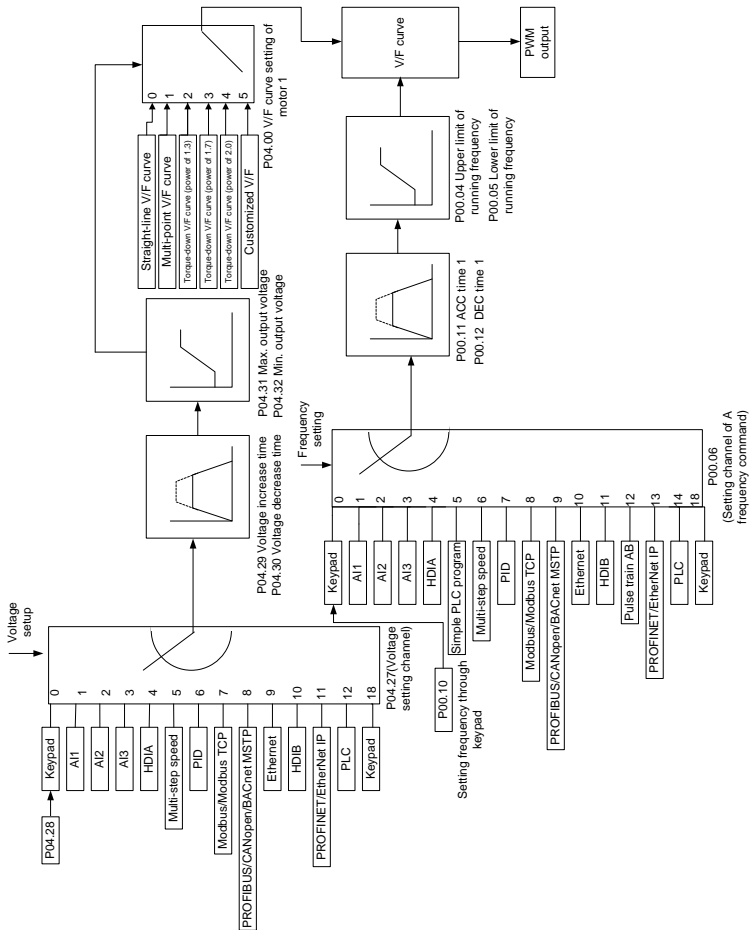 Voltage
setup
P04.28
Keypad
AI1
AI2
AI3
HDIA
Multi-step speed
PID
Modbus/Modbus TCP
PROFIBUS/CANopen/BACnet MSTP
Ethernet
HDIB
PROFINET/EtherNet IP
PLC
Keypad
0
1
2
3
4
5
6
7
8
9
10
11
12
18
P04.27(Voltage
setting channel)
P04.29 Voltage increase time
P04.30 Voltage decrease time
P04.31 Max. output voltage
P04.32 Min. output voltage
Straight-line V/F curve
Multi-point V/F curve
Torque-down V/F curve (power of 1.3)
Torque-down V/F curve (power of 1.7)
Torque-down V/F curve (power of 2.0)
Customized V/F
0
1
2
3
4
5
P04.00 V/F curve setting of
motor 1
Frequency
setting
P00.10
Setting frequency through
keypad
Keypad
AI1
AI2
AI3
HDIA
Simple PLC program
Multi-step speed
PID
Modbus/Modbus TCP
PROFIBUS/CANopen/BACnet MSTP
Ethernet
HDIB
Pulse train AB
PROFINET/EtherNet IP
PLC
Keypad
0
1
2
3
4
5
6
7
8
9
10
11
12
13
14
18
P00.06
(Setting channel of A
frequency command)
P00.11 ACC time 1
P00.12 DEC time 1
P00.04 Upper limit of
running frequency
P00.05 Lower limit of
running frequency
V/F curve
PWM
output